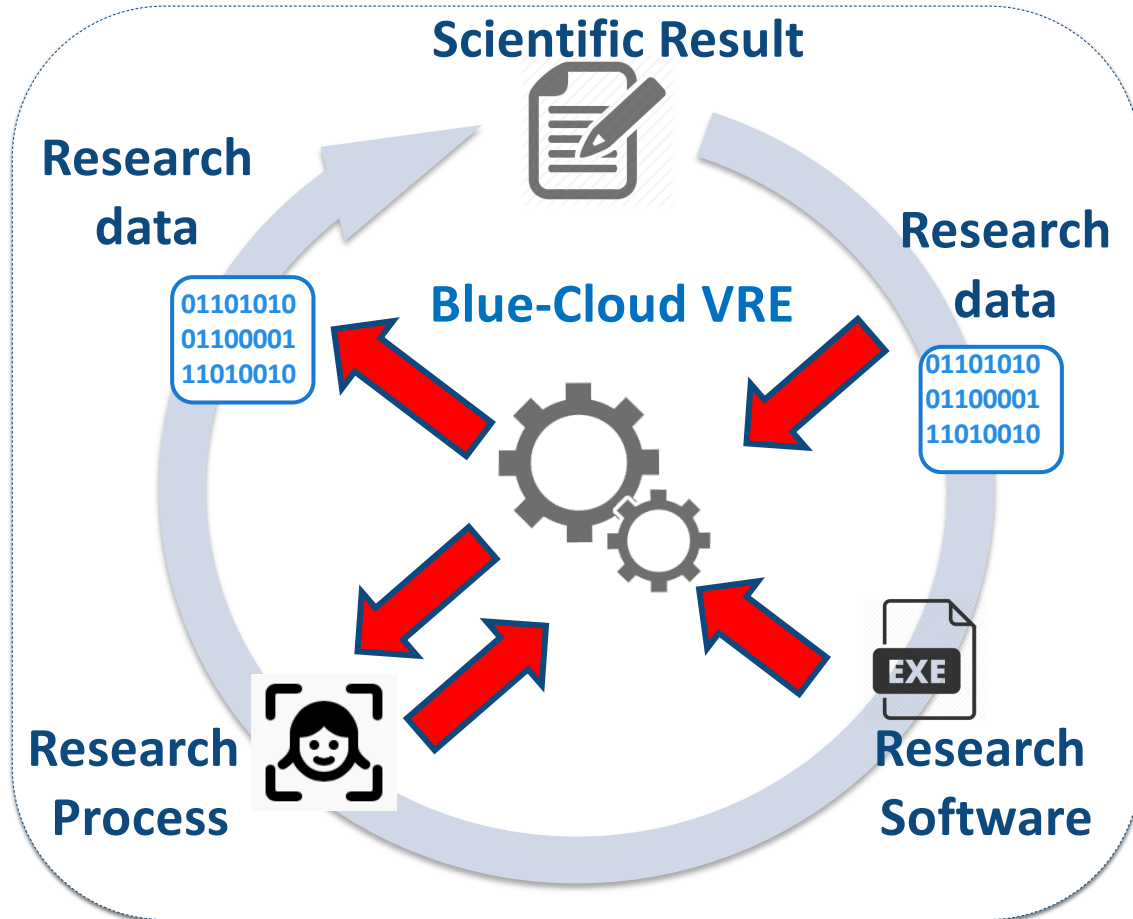 Scientific Result
Research
data
01101010
01100001
11010010
Blue-Cloud VRE
Research
data
01101010
01100001
11010010
Research
Process
EXE
Research
Software